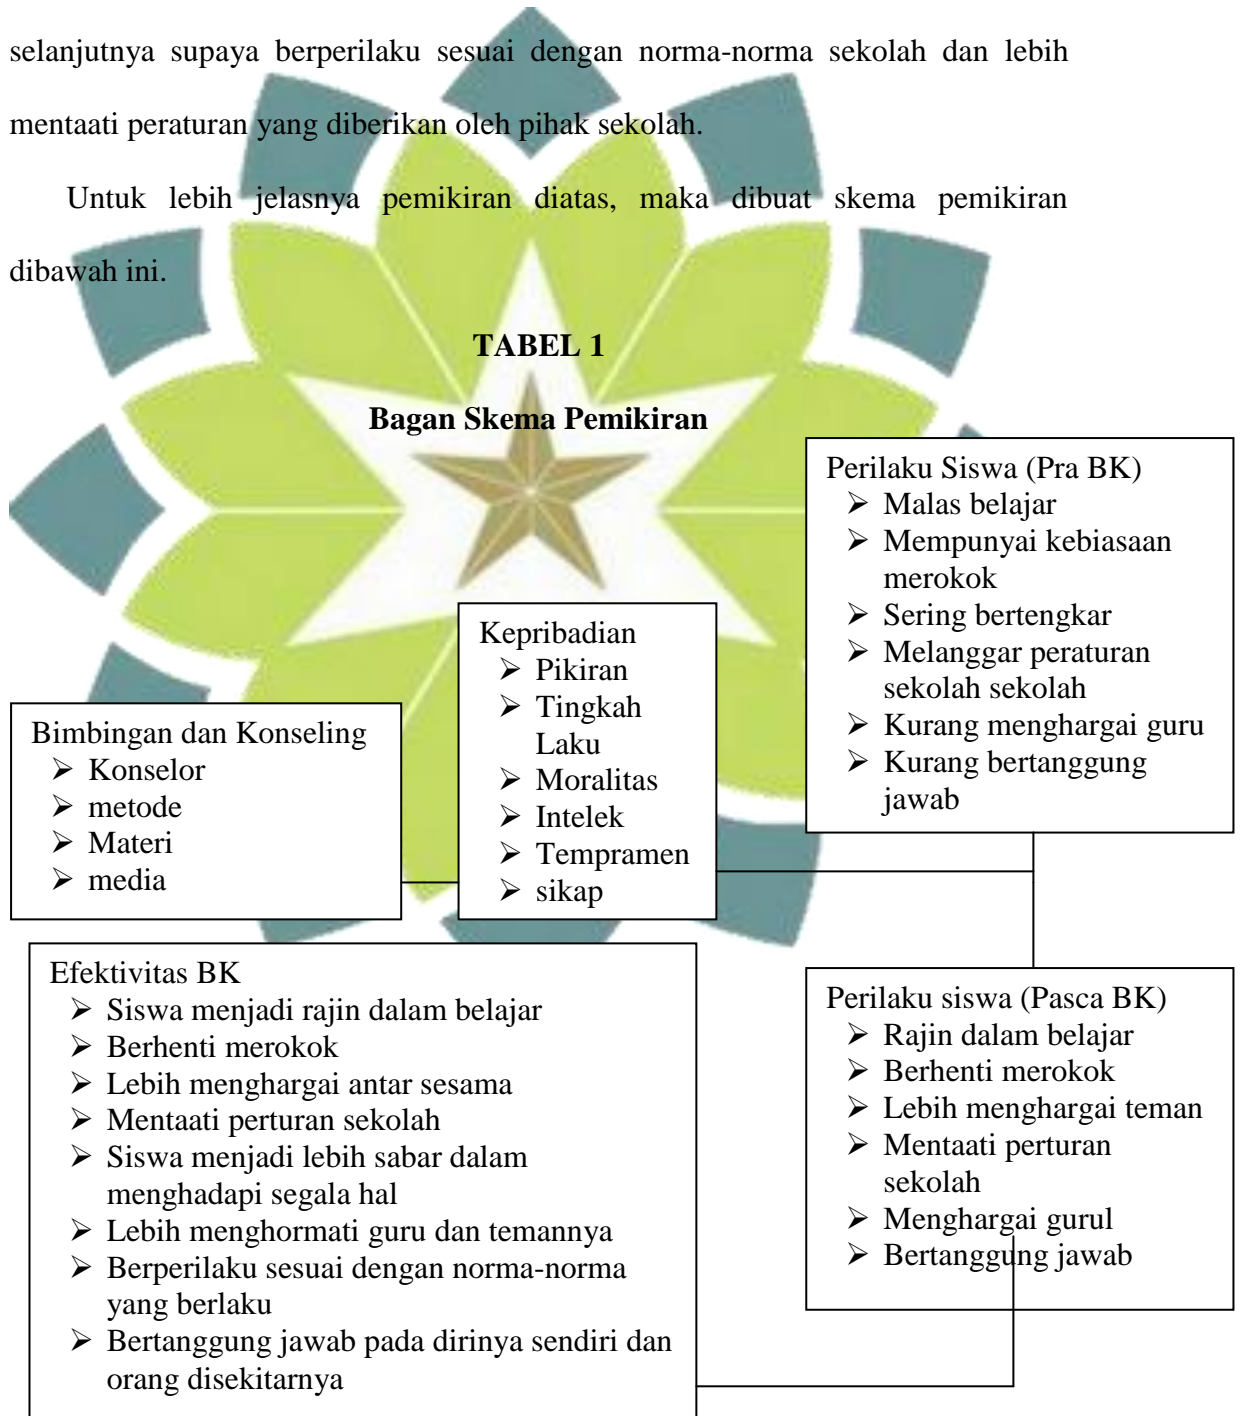 selanjutnya supaya berperilaku sesuai dengan norma-norma sekolah dan lebih
mentaati peraturan yang diberikan oleh pihak sekolah.
Untuk lebih jelasnya pemikiran diatas, maka dibuat skema pemikiran
dibawah ini.
TABEL 1
Bagan Skema Pemikiran
Bimbingan dan Konseling
➢ Konselor
➢ metode
➢ Materi
➢ media
Kepribadian
➢ Pikiran
➢ Tingkah
Laku
➢ Moralitas
➢ Intelek
➢ Tempramen
➢ sikap
Perilaku Siswa (Pra BK)
➢ Malas belajar
➢ Mempunyai kebiasaan
merokok
➢ Sering bertengkar
➢ Melanggar peraturan
sekolah sekolah
➢ Kurang menghargai guru
➢ Kurang bertanggung
jawab
Perilaku siswa (Pasca BK)
➢ Rajin dalam belajar
➢ Berhenti merokok
➢ Lebih menghargai teman
➢ Mentaati perturan
sekolah
➢ Menghargai gurul
➢ Bertanggung jawab
Efektivitas BK
➢ Siswa menjadi rajin dalam belajar
➢ Berhenti merokok
➢ Lebih menghargai antar sesama
➢ Mentaati perturan sekolah
➢ Siswa menjadi lebih sabar dalam
menghadapi segala hal
➢ Lebih menghormati guru dan temannya
➢ Berperilaku sesuai dengan norma-norma
yang berlaku
➢ Bertanggung jawab pada dirinya sendiri dan
orang disekitarnya